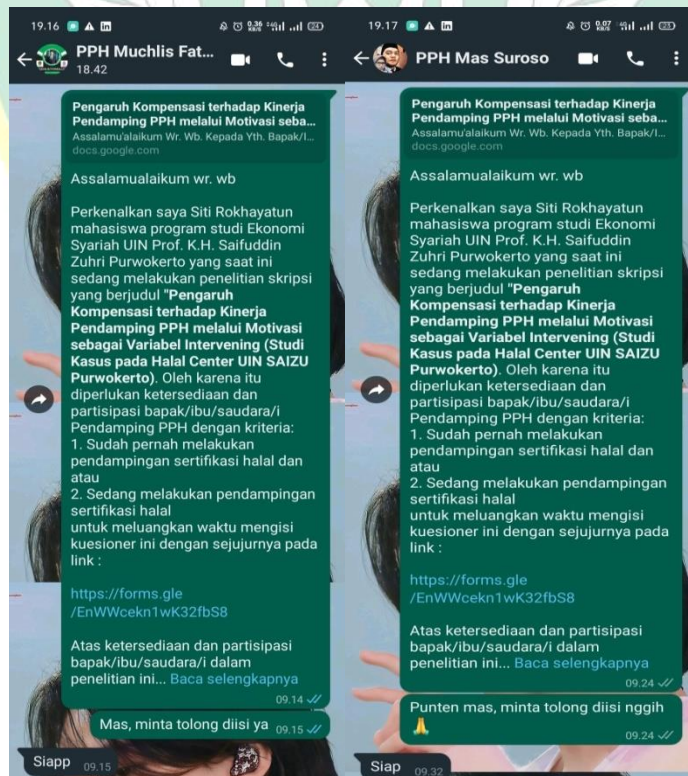 19.16
0.36 KB/S
24
PPH Muchlis Fat...
18.42
Pengaruh Kompensasi terhadap Kinerja
Pendamping PPH melalui Motivasi seba...
Assalamu'alaikum Wr. Wb. Kepada Yth. Bapak/I...
docs.google.com
Assalamualaikum wr. wb
Perkenalkan saya Siti Rokhayatun
mahasiswa program studi Ekonomi
Syariah UIN Prof. K.H. Saifuddin
Zuhri Purwokerto yang saat ini
sedang melakukan penelitian skripsi
yang berjudul "Pengaruh
Kompensasi terhadap Kinerja
Pendamping PPH melalui Motivasi
sebagai Variabel Intervening (Studi
Kasus pada Halal Center UIN SAIZU
Purwokerto). Oleh karena itu
diperlukan ketersediaan dan
partisipasi bapak/ibu/saudara/i
Pendamping PPH dengan kriteria:
1. Sudah pernah melakukan
pendampingan sertifikasi halal dan
atau
2. Sedang melakukan pendampingan
sertifikasi halal
untuk meluangkan waktu mengisi
kuesioner ini dengan sejujurnya pada
link :
https://forms.gle
/EnWWcekn1wK32fbS8
Atas ketersediaan dan partisipasi
bapak/ibu/saudara/i dalam
penelitian ini... Baca selengkapnya
09.14
Mas, minta tolong diisi ya 09.15
Siapp 09.15
19.17
0.07 KB/S
23
PPH Mas Suroso
Pengaruh Kompensasi terhadap Kinerja
Pendamping PPH melalui Motivasi seba...
Assalamu'alaikum Wr. Wb. Kepada Yth. Bapak/I...
docs.google.com
Assalamualaikum wr. wb
Perkenalkan saya Siti Rokhayatun
mahasiswa program studi Ekonomi
Syariah UIN Prof. K.H. Saifuddin
Zuhri Purwokerto yang saat ini
sedang melakukan penelitian skripsi
yang berjudul "Pengaruh
Kompensasi terhadap Kinerja
Pendamping PPH melalui Motivasi
sebagai Variabel Intervening (Studi
Kasus pada Halal Center UIN SAIZU
Purwokerto). Oleh karena itu
diperlukan ketersediaan dan
partisipasi bapak/ibu/saudara/i
Pendamping PPH dengan kriteria:
1. Sudah pernah melakukan
pendampingan sertifikasi halal dan
atau
2. Sedang melakukan pendampingan
sertifikasi halal
untuk meluangkan waktu mengisi
kuesioner ini dengan sejujurnya pada
link :
https://forms.gle
/EnWWcekn1wK32fbS8
Atas ketersediaan dan partisipasi
bapak/ibu/saudara/i dalam
penelitian ini... Baca selengkapnya
09.24
Punten mas, minta tolong diisi nggih
🙏 09.24
Siap 09.32